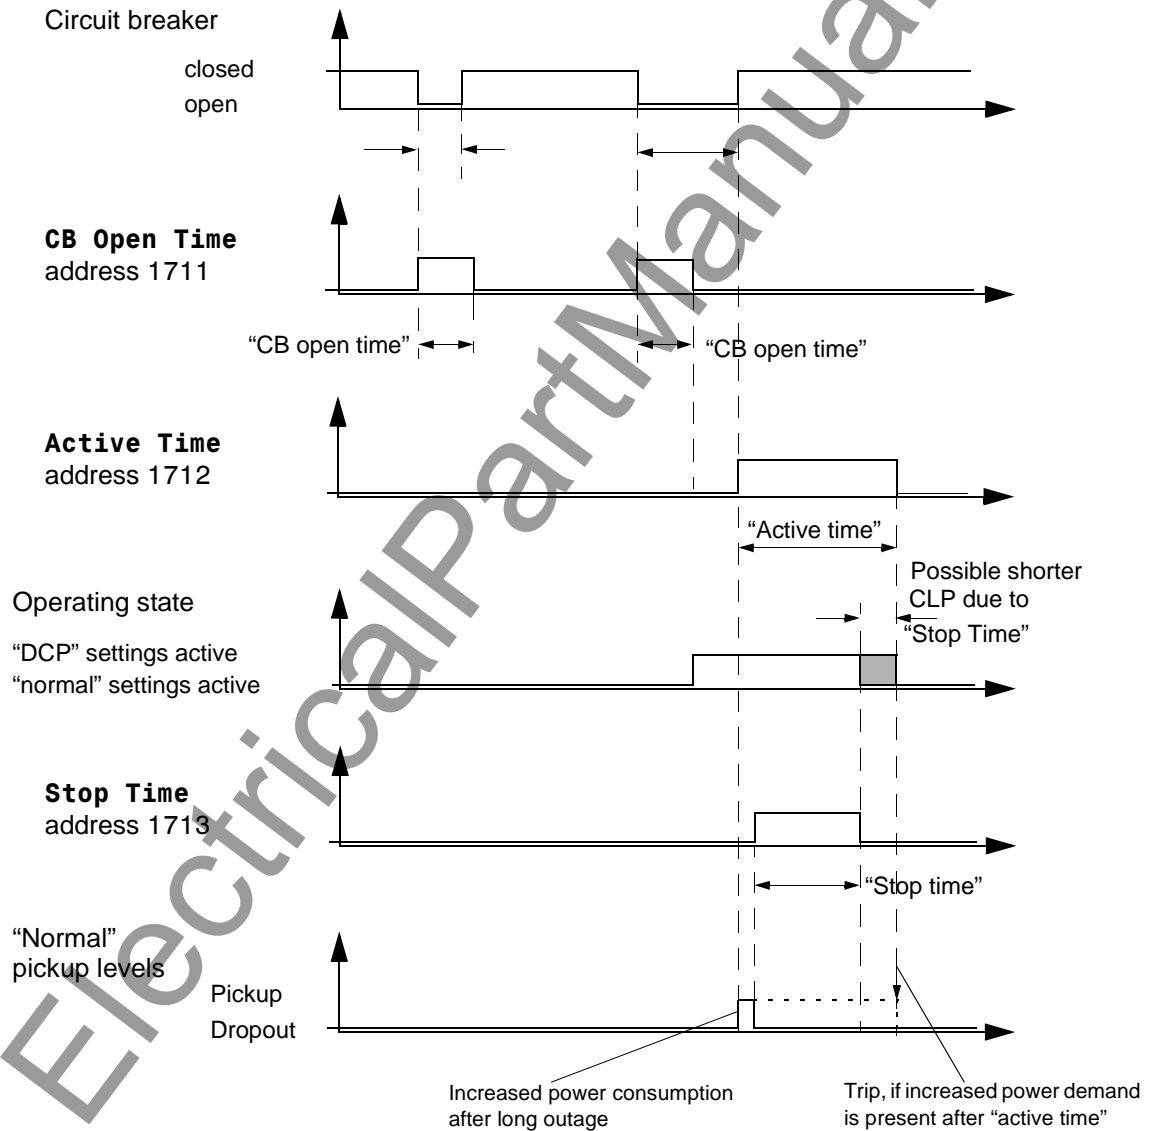 Circuit breaker
closed
open
CB Open Time
address 1711
“CB open time”
“CB open time”
Active Time
address 1712
“Active time”
Possible shorter
CLP due to
“Stop Time”
Operating state
“DCP” settings active
“normal” settings active
Stop Time
address 1713
“Stop time”
“Normal”
pickup levels
Pickup
Dropout
Increased power consumption
after long outage
Trip, if increased power demand
is present after “active time”
ElectricalPartManua